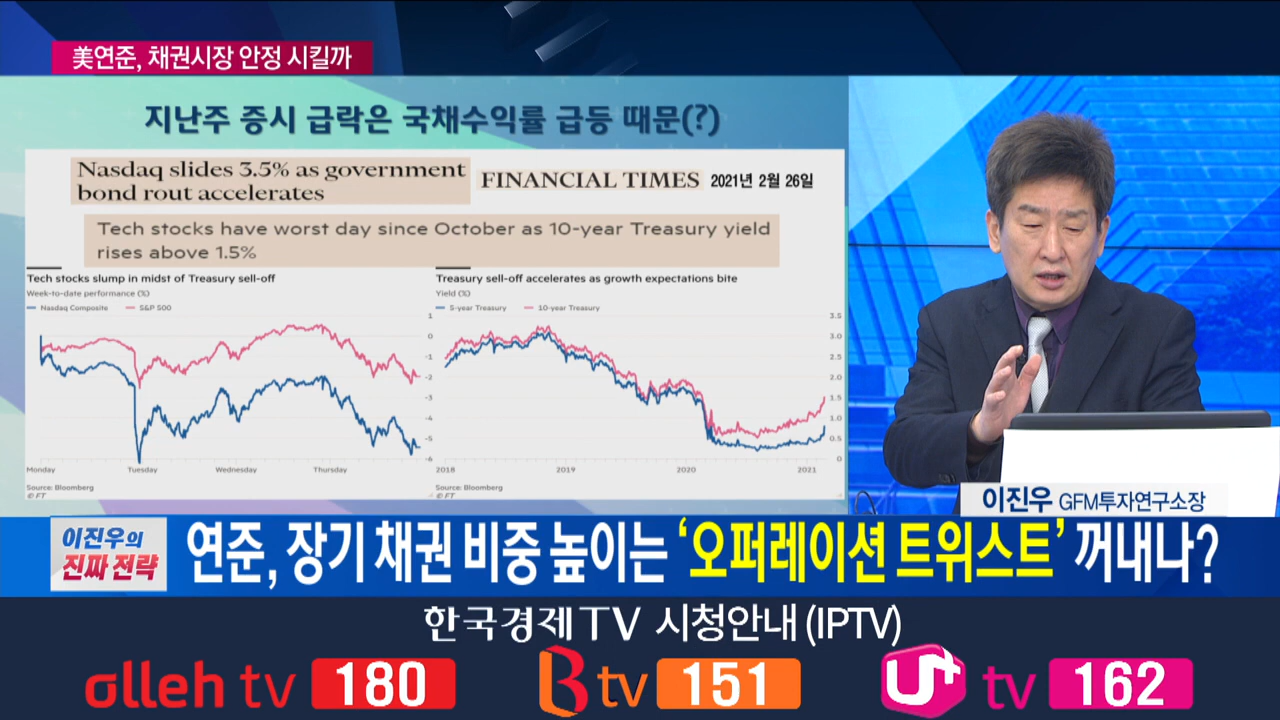 美연준, 채권시장 안정 시킬까
지난주 증시 급락은 국채수익률 급등 때문(?)
Nasdaq slides 3.5% as government
bond rout accelerates
FINANCIAL TIMES 2021년 2월 26일
Tech stocks have worst day since October as 10-year Treasury yield
rises above 1.5%
Tech stocks slump in midst of Treasury sell-off
Week-to-date performance (%)
Nasdaq Composite S&P 500
1
0
-1
-2
-3
-4
-5
-6
Monday Tuesday Wednesday Thursday
Source: Bloomberg
© FT
Treasury sell-off accelerates as growth expectations bite
Yield (%)
5-year Treasury 10-year Treasury
3.5
3.0
2.5
2.0
1.5
1.0
0.5
0
2018 2019 2020 2021
Source: Bloomberg
© FT
이진우 GFM투자연구소장
이진우의
진짜 전략
연준, 장기 채권 비중 높이는 ‘오퍼레이션 트위스트’ 꺼내나?
한국경제TV 시청안내 (IPTV)
olleh tv 180 B tv 151 U+ tv 162